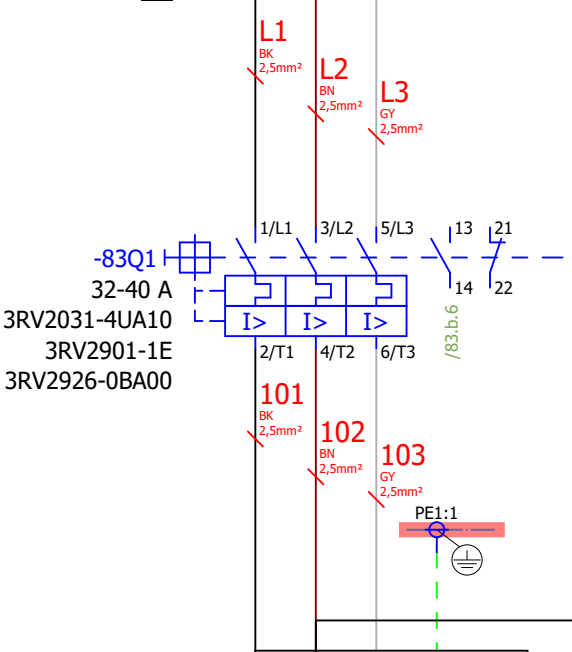 L1
BK
2,5mm²
L2
BN
2,5mm²
L3
GY
2,5mm²
1/L1
3/L2
5/L3
13
21
-83Q1
32-40 A
3RV2031-4UA10
3RV2901-1E
3RV2926-0BA00
14
22
I>
I>
I>
/83.b.6
2/T1
4/T2
6/T3
101
BK
2,5mm²
102
BN
2,5mm²
103
GY
2,5mm²
PE1:1